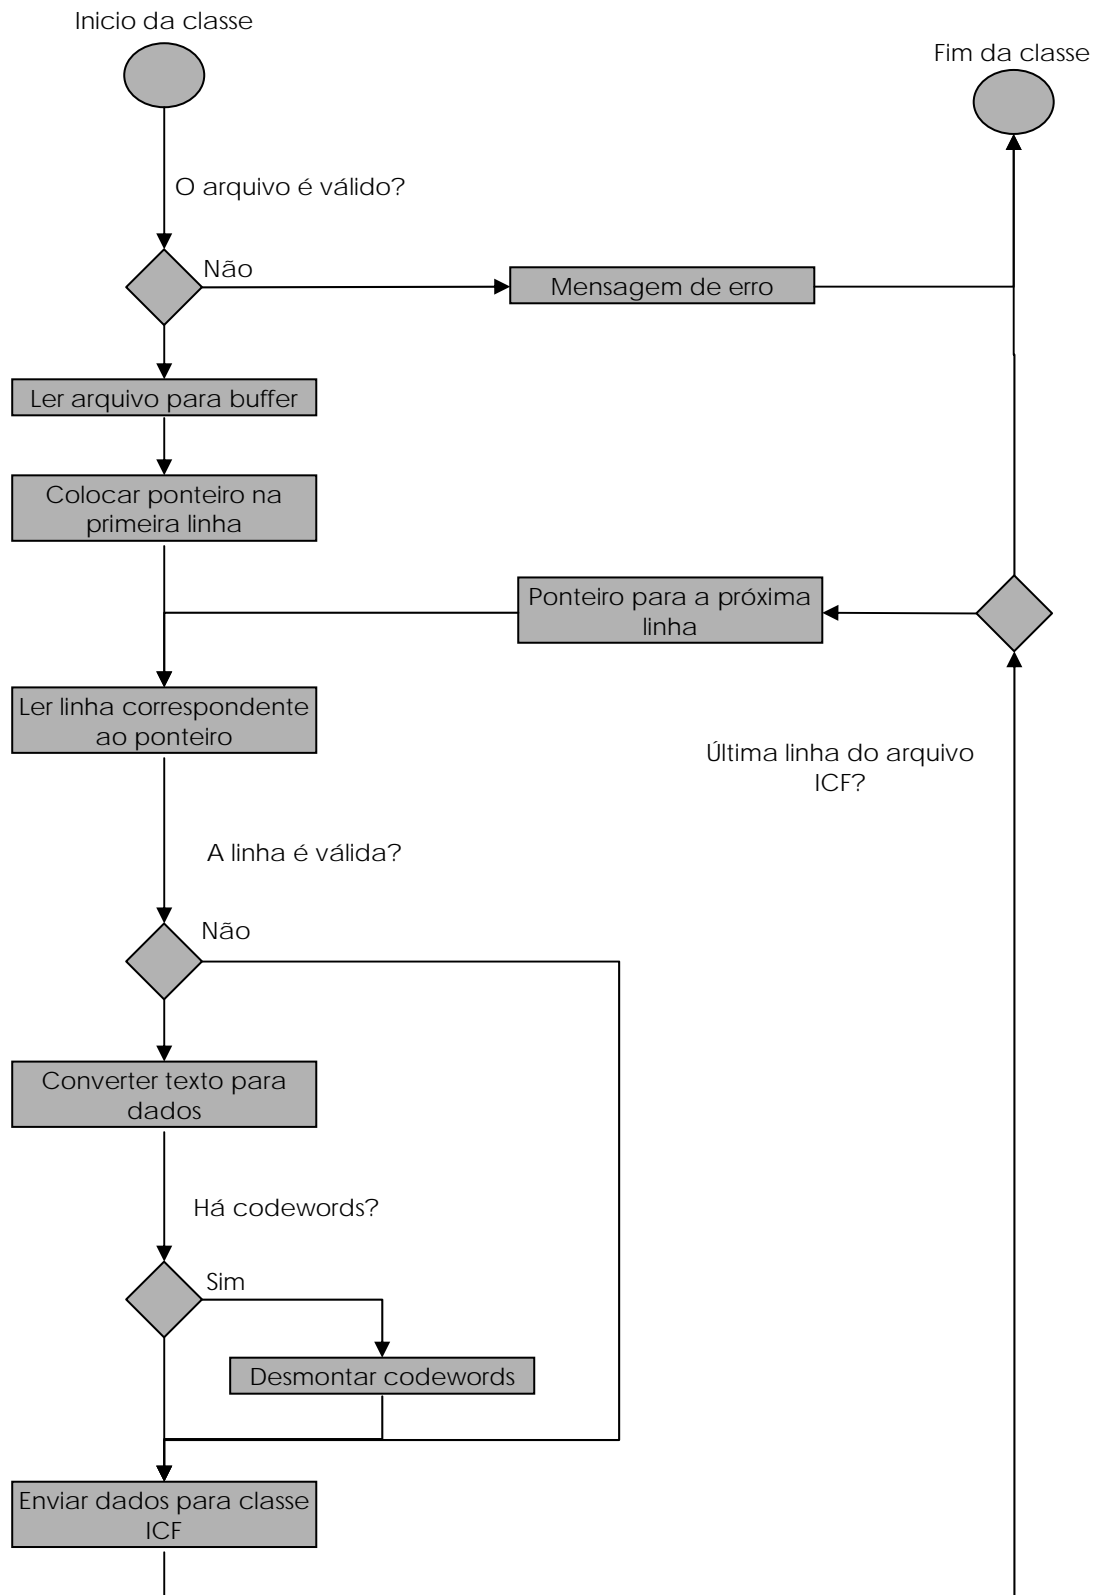 Inicio da classe
Fim da classe
O arquivo é válido?
Não
Mensagem de erro
Ler arquivo para buffer
Colocar ponteiro na
primeira linha
Ponteiro para a próxima
linha
Ler linha correspondente
ao ponteiro
Última linha do arquivo
ICF?
A linha é válida?
Não
Converter texto para
dados
Há codewords?
Sim
Desmontar codewords
Enviar dados para classe
ICF